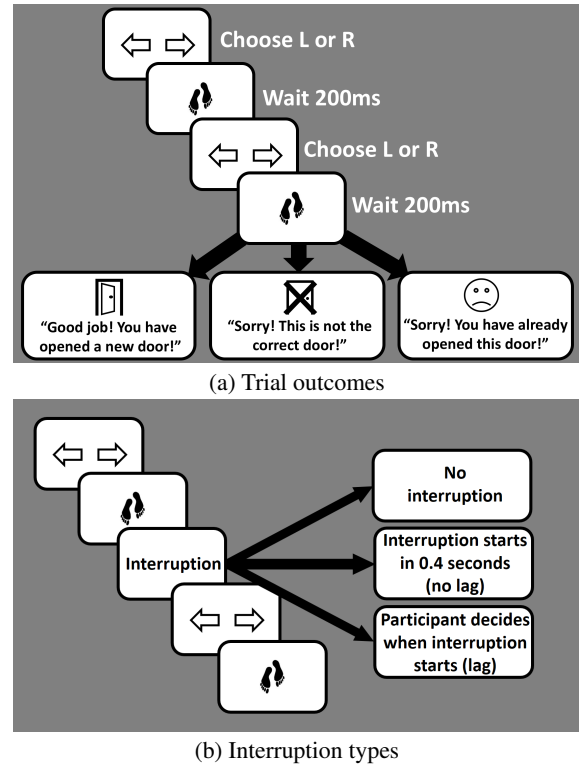 Choose L or R
Wait 200ms
Choose L or R
Wait 200ms
“Good job! You have
opened a new door!”
“Sorry! This is not the
correct door!”
“Sorry! You have already
opened this door!”
(a) Trial outcomes
No
interruption
Interruption
Interruption starts
in 0.4 seconds
(no lag)
Participant decides
when interruption
starts (lag)
(b) Interruption types